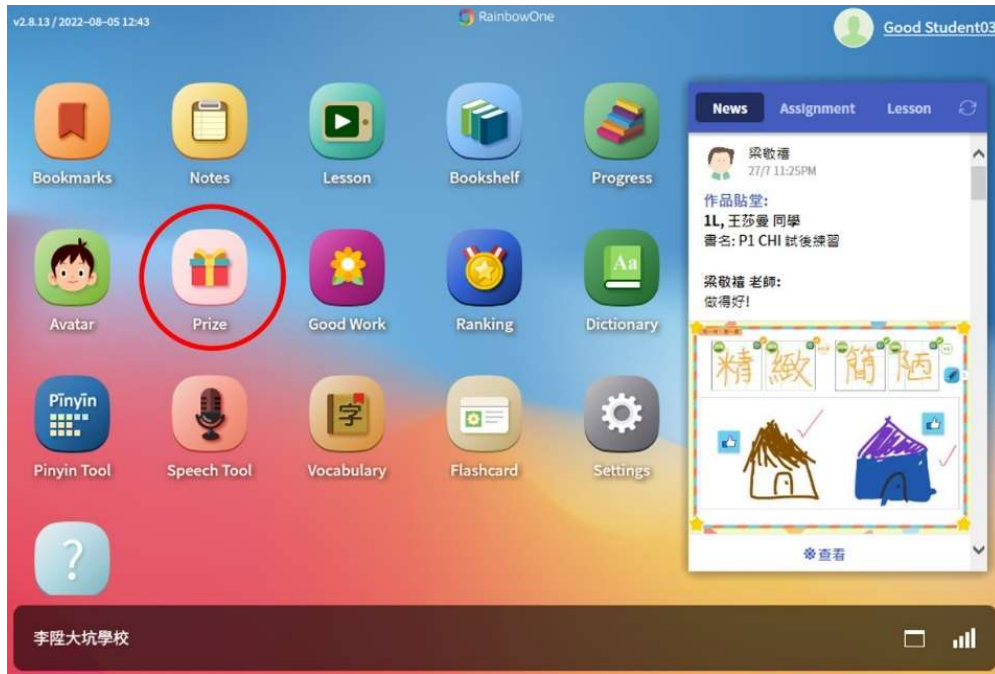 v2.8.13 / 2022-08-05 12:43
RainbowOne
Good Student03
Bookmarks
Notes
Lesson
Bookshelf
Progress
Avatar
Prize
Good Work
Ranking
Aa
Dictionary
Pīnyīn
Pinyin Tool
Speech Tool
字
Vocabulary
Flashcard
Settings
?
News Assignment Lesson
梁敬禧
27/7 11:25PM
作品貼堂:
1L, 王莎曼 同學
書名: P1 CHI 試後練習
梁敬禧 老師:
做得好!
精緻 簡陋
※查看
李陞大坑學校